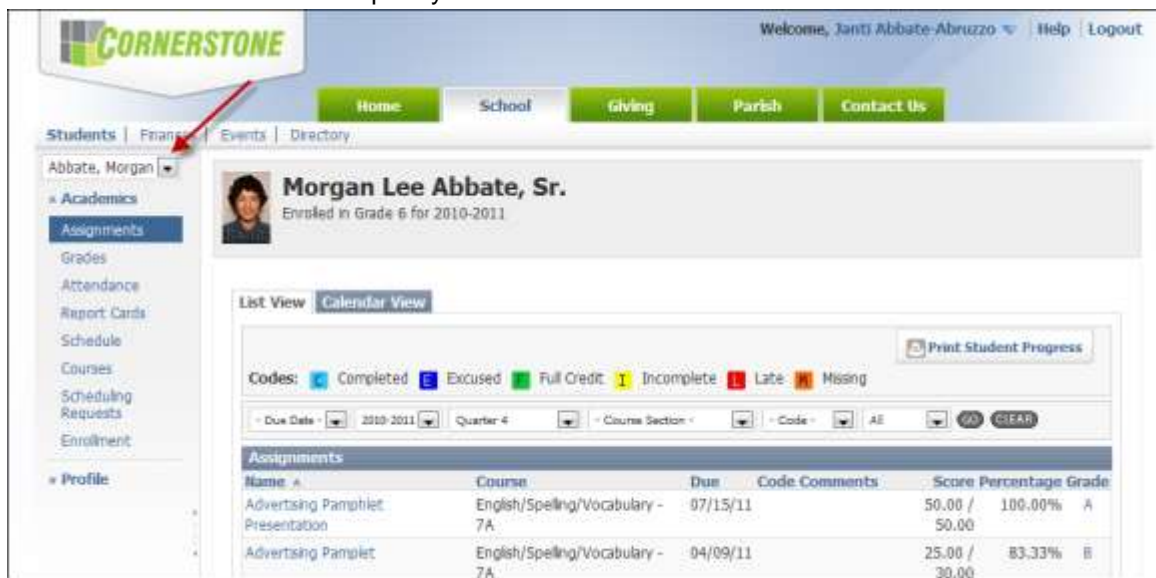 CORNERSTONE
Welcome, Janti Abbate-Abruzzo | Help | Logout
Home School Giving Parish Contact Us
Students | Finances | Events | Directory
Abbate, Morgan
» Academics
Assignments
Grades
Attendance
Report Cards
Schedule
Courses
Scheduling
Requests
Enrollment
» Profile
Morgan Lee Abbate, Sr.
Enrolled in Grade 6 for 2010-2011
List View Calendar View
Print Student Progress
Codes: C Completed E Excused F Full Credit I Incomplete L Late M Missing
- Due Date - 2010-2011 Quarter 4 - Course Section - - Code - All GO CLEAR
Assignments
Name Course Due Code Comments Score Percentage Grade
Advertsing Pamphlet English/Spelling/Vocabulary - 07/15/11 50.00 / 100.00% A
Presentation 7A 50.00
Advertsing Pamplet English/Spelling/Vocabulary - 04/09/11 25.00 / 83.33% B
7A 30.00